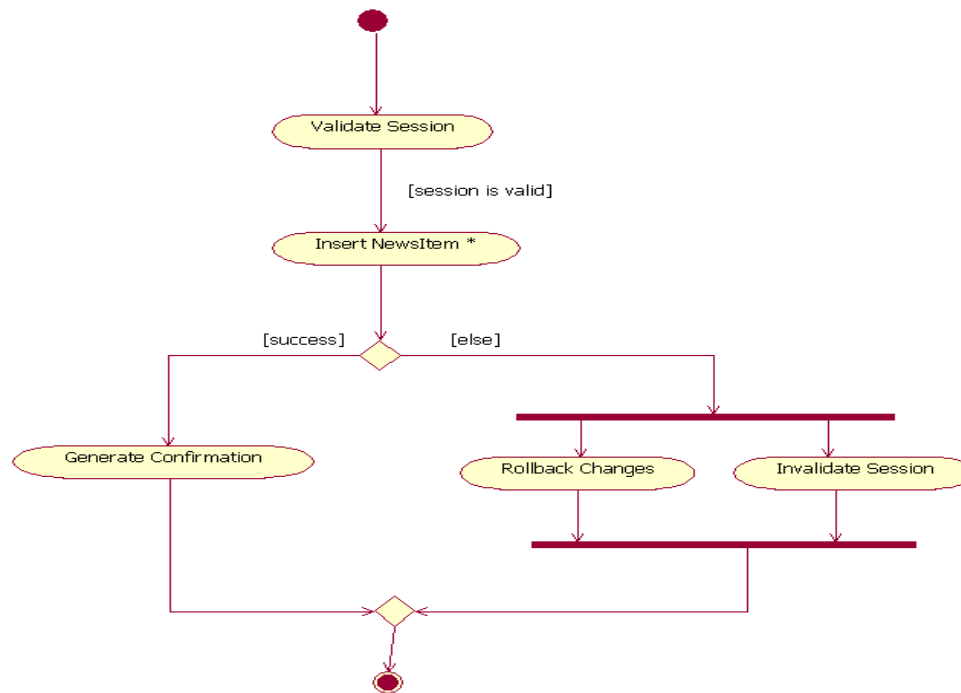 Validate Session
[session is valid]
Insert NewsItem *
[success]
[else]
Generate Confirmation
Rollback Changes
Invalidate Session